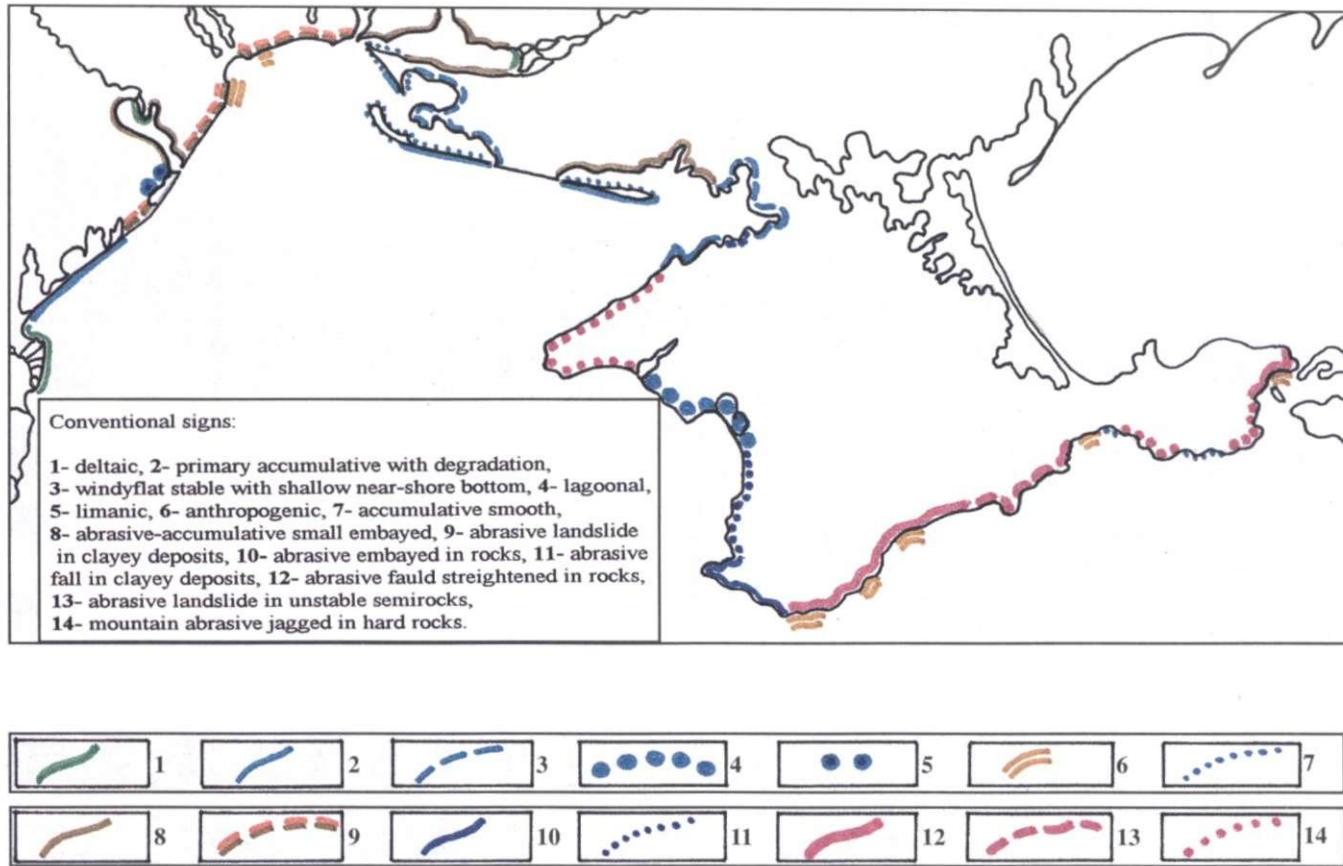 Conventional signs:
1- deltaic, 2- primary accumulative with degradation,
3- windyflat stable with shallow near-shore bottom, 4- lagoonal,
5- limanic, 6- anthropogenic, 7- accumulative smooth,
8- abrasive-accumulative small embayed, 9- abrasive landslide
in clayey deposits, 10- abrasive embayed in rocks, 11- abrasive
fall in clayey deposits, 12- abrasive fauld streightened in rocks,
13- abrasive landslide in unstable semirocks,
14- mountain abrasive jagged in hard rocks.
1 2 3 4 5 6 7
8 9 10 11 12 13 14